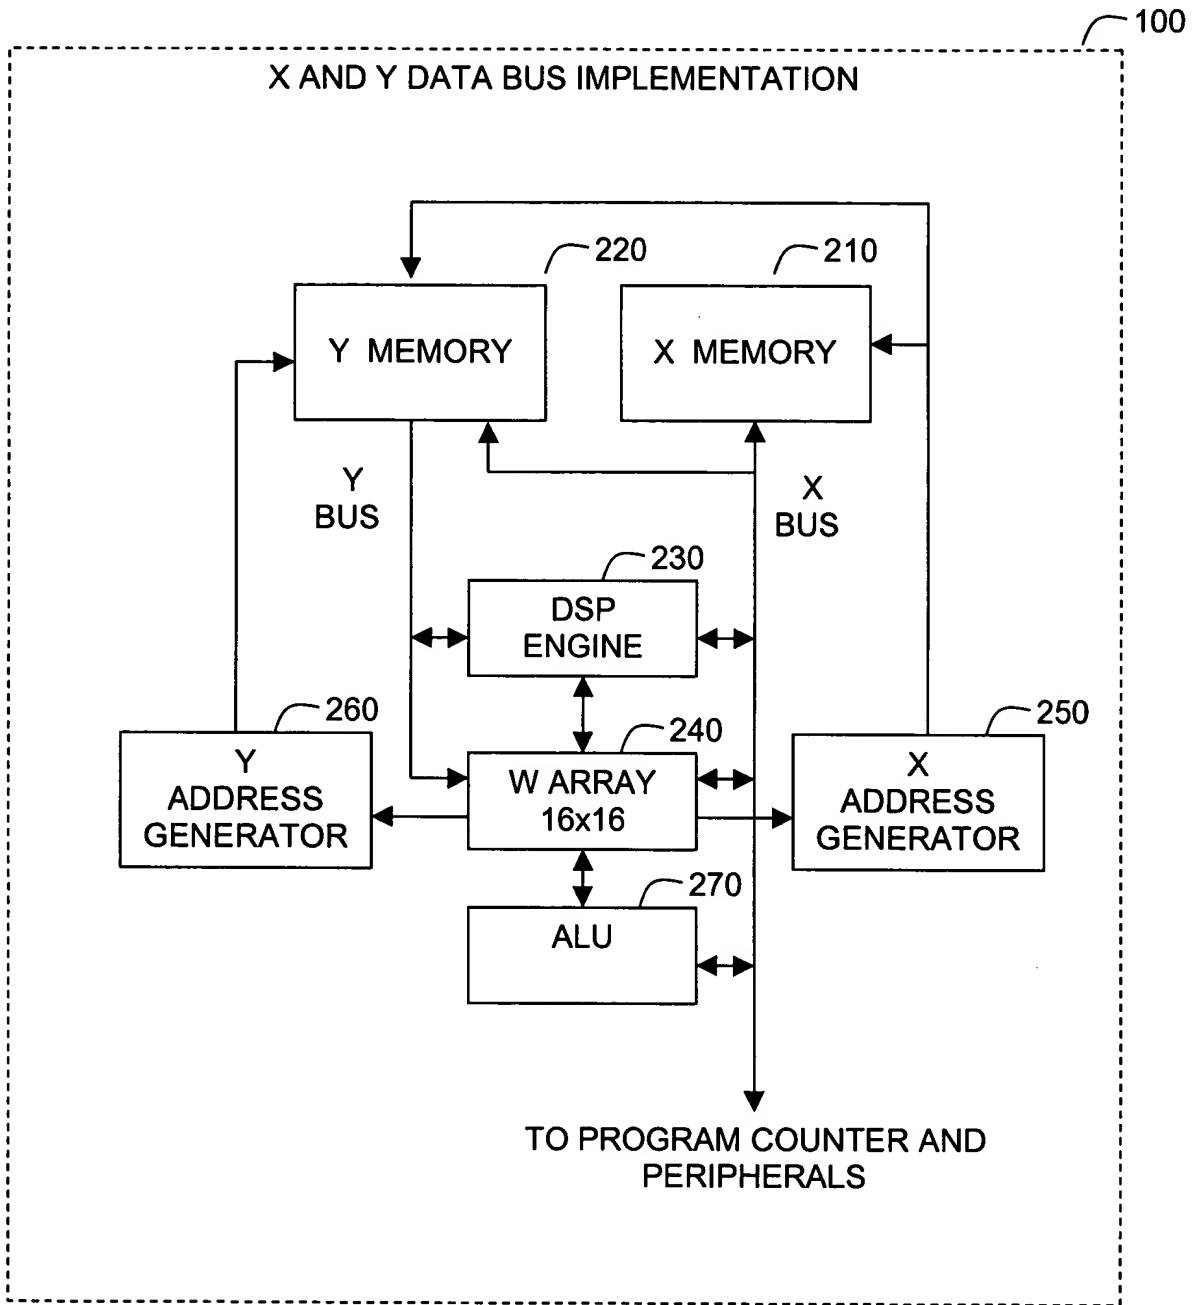 100
X AND Y DATA BUS IMPLEMENTATION
220
210
Y MEMORY
X MEMORY
Y
BUS
X
BUS
230
DSP
ENGINE
260
240
250
Y
ADDRESS
GENERATOR
W ARRAY
16x16
X
ADDRESS
GENERATOR
270
ALU
TO PROGRAM COUNTER AND
PERIPHERALS